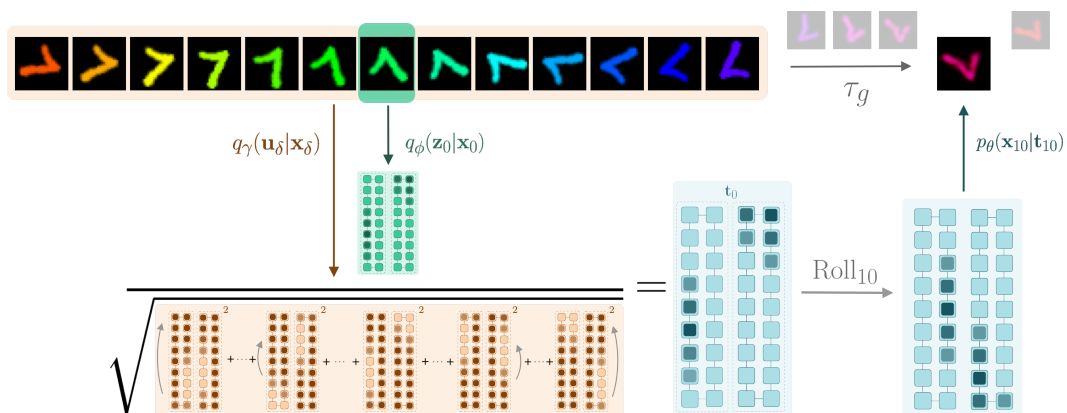 τ_g
q_γ(u_δ|x_δ)
q_ϕ(z_0|x_0)
p_θ(x_10|t_10)
t_0
=
Roll_10
2 2 2 2 2
+···+ +···+ +···+ +···+